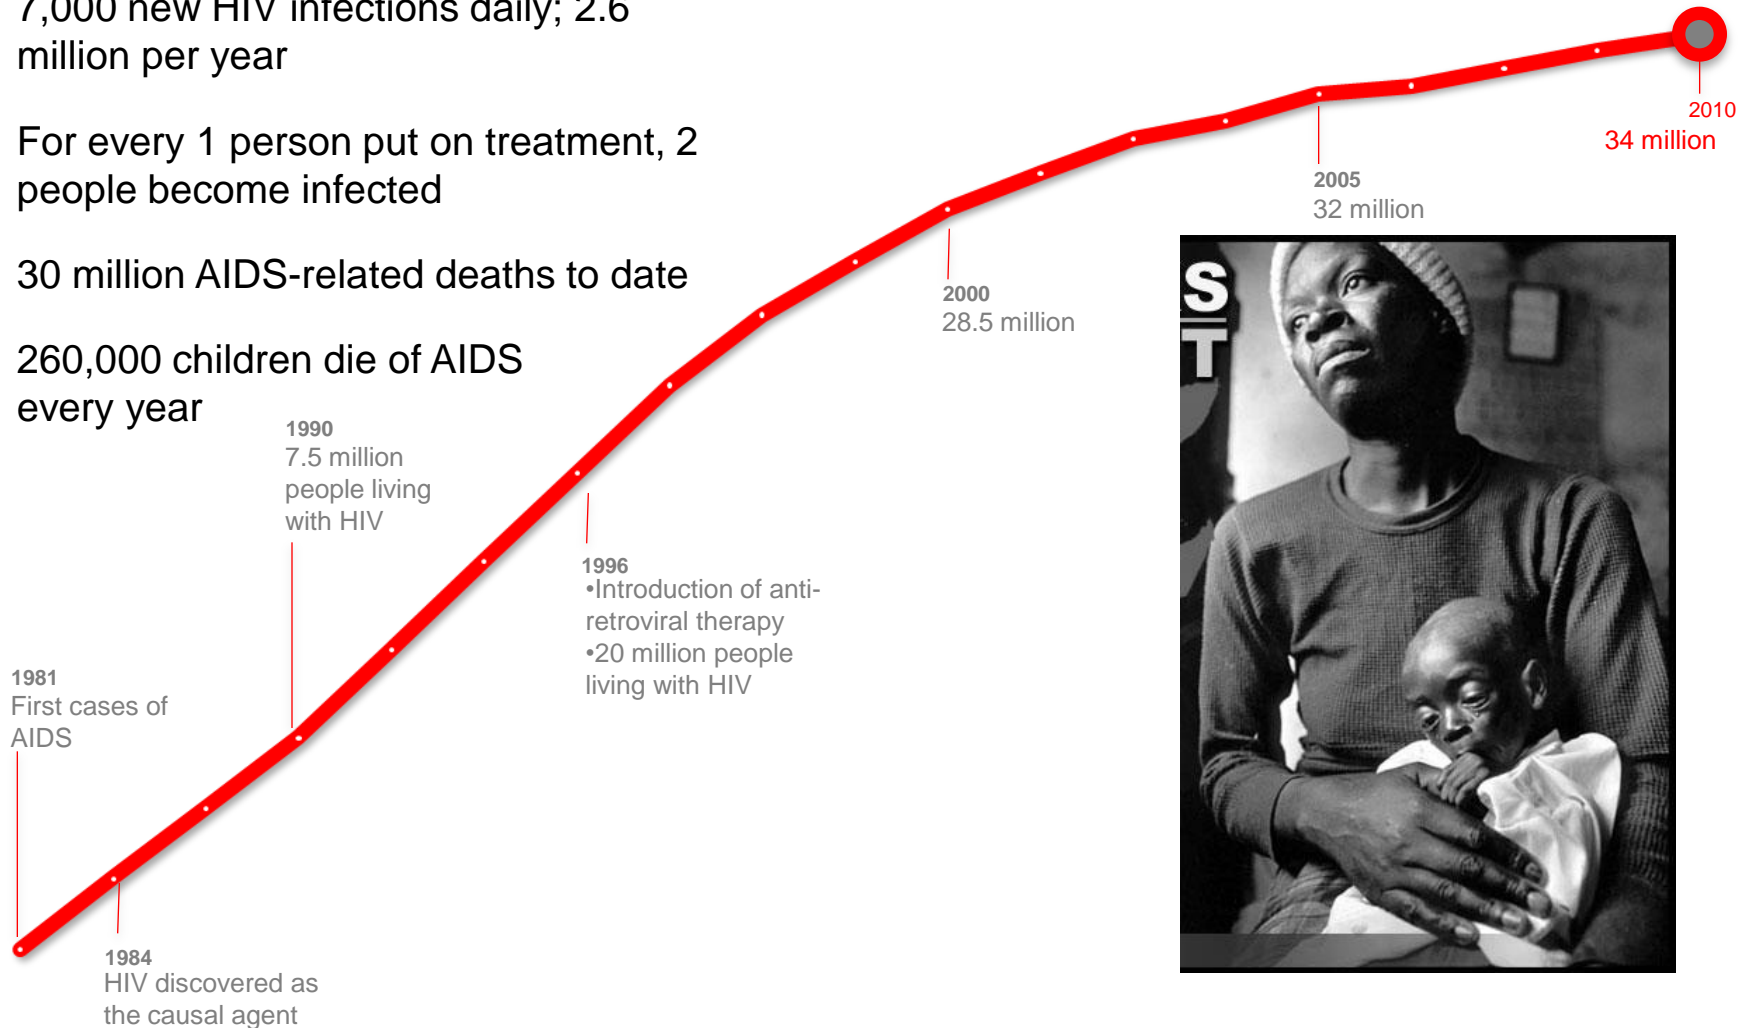 7,000 new HIV infections daily; 2.6
million per year
For every 1 person put on treatment, 2
people become infected
30 million AIDS-related deaths to date
260,000 children die of AIDS
every year
1981
First cases of
AIDS
1984
HIV discovered as
the causal agent
1990
7.5 million
people living
with HIV
1996
•Introduction of anti-
retroviral therapy
•20 million people
living with HIV
2000
28.5 million
2005
32 million
2010
34 million
S
T